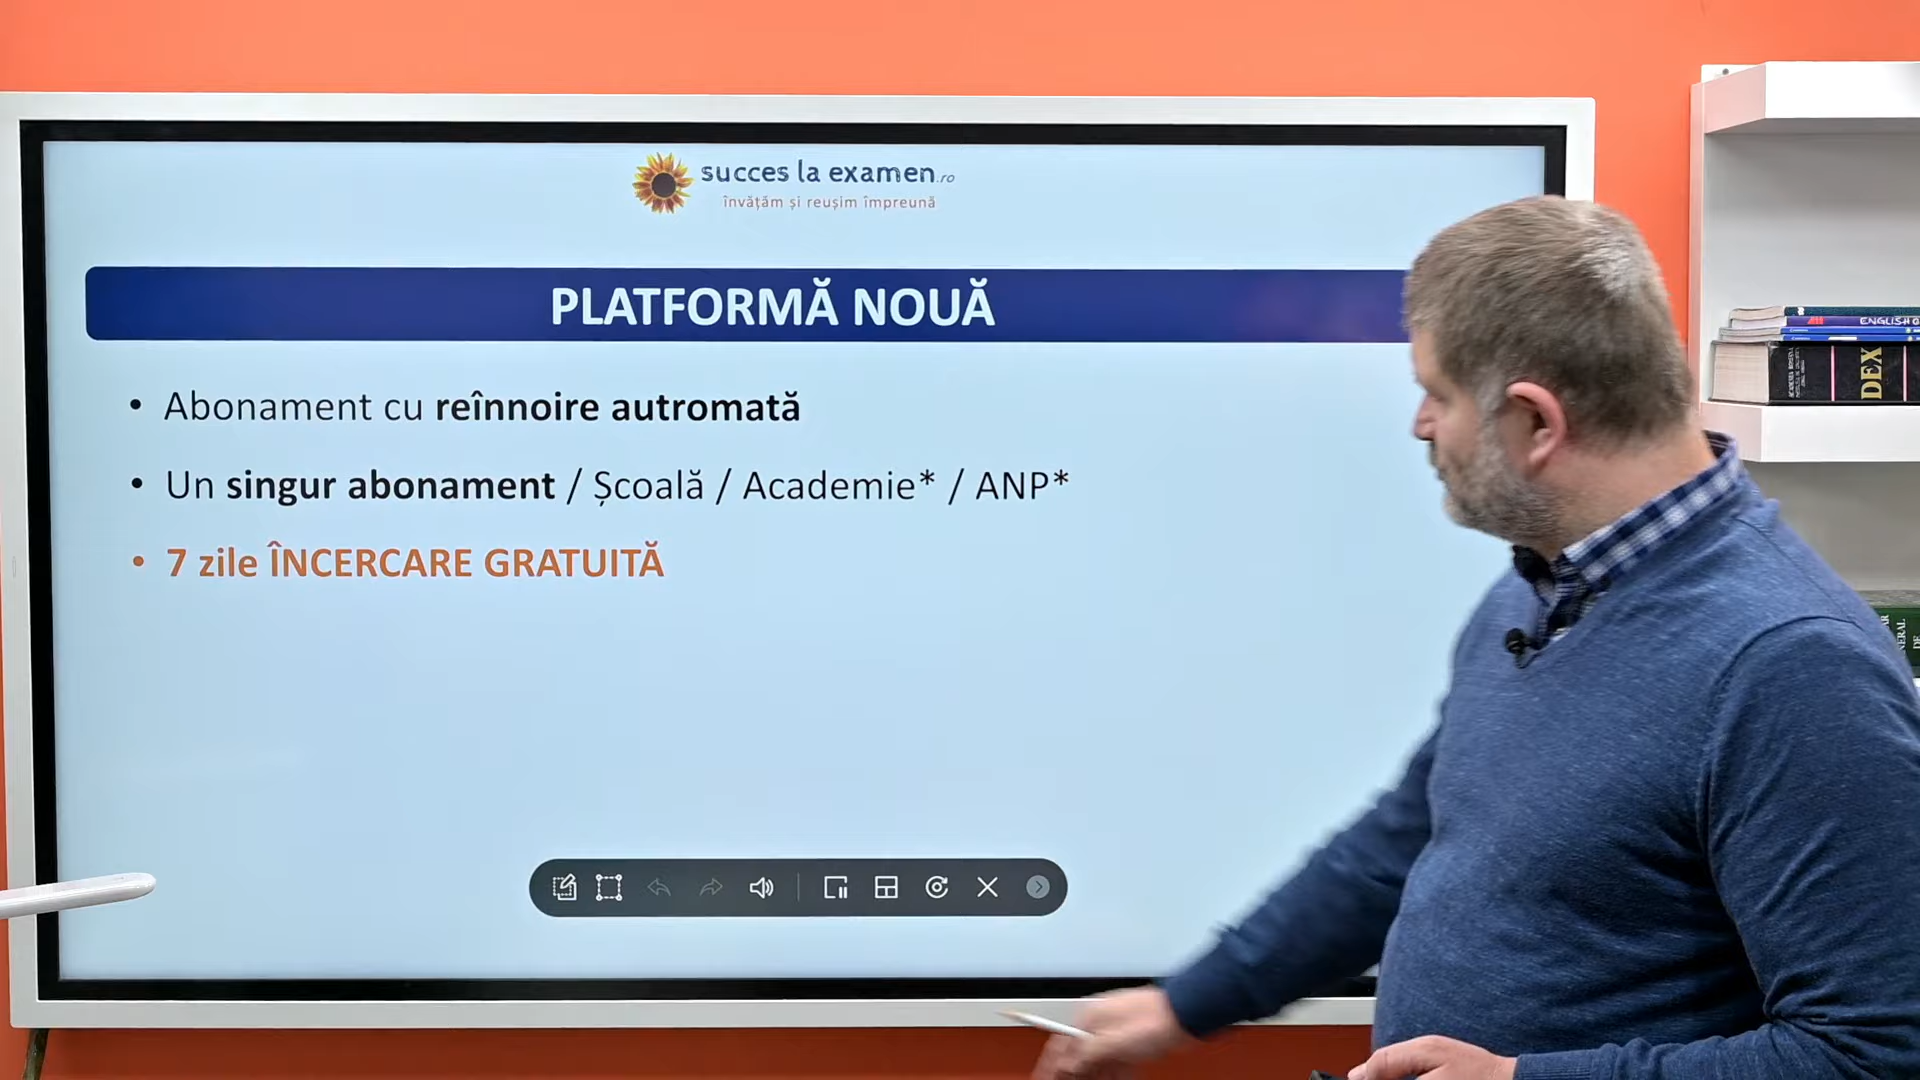 succes la examen.ro
învățăm și reușim împreună
PLATFORMĂ NOUĂ
• Abonament cu reînnoire autromată
• Un singur abonament / Școală / Academie* / ANP*
• 7 zile ÎNCERCARE GRATUITĂ
ENGLISH G
DEX